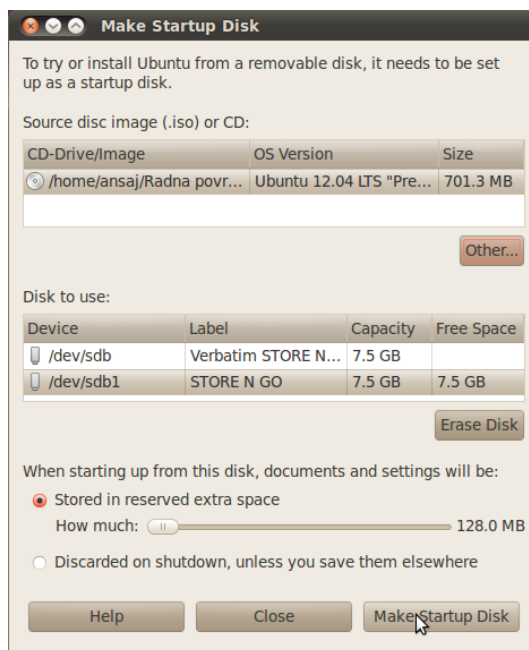 Make Startup Disk
To try or install Ubuntu from a removable disk, it needs to be set
up as a startup disk.
Source disc image (.iso) or CD:
CD-Drive/Image OS Version Size
/home/ansaj/Radna povr... Ubuntu 12.04 LTS "Pre... 701.3 MB
Other...
Disk to use:
Device Label Capacity Free Space
/dev/sdb Verbatim STORE N... 7.5 GB
/dev/sdb1 STORE N GO 7.5 GB 7.5 GB
Erase Disk
When starting up from this disk, documents and settings will be:
Stored in reserved extra space
How much: 128.0 MB
Discarded on shutdown, unless you save them elsewhere
Help Close Make Startup Disk